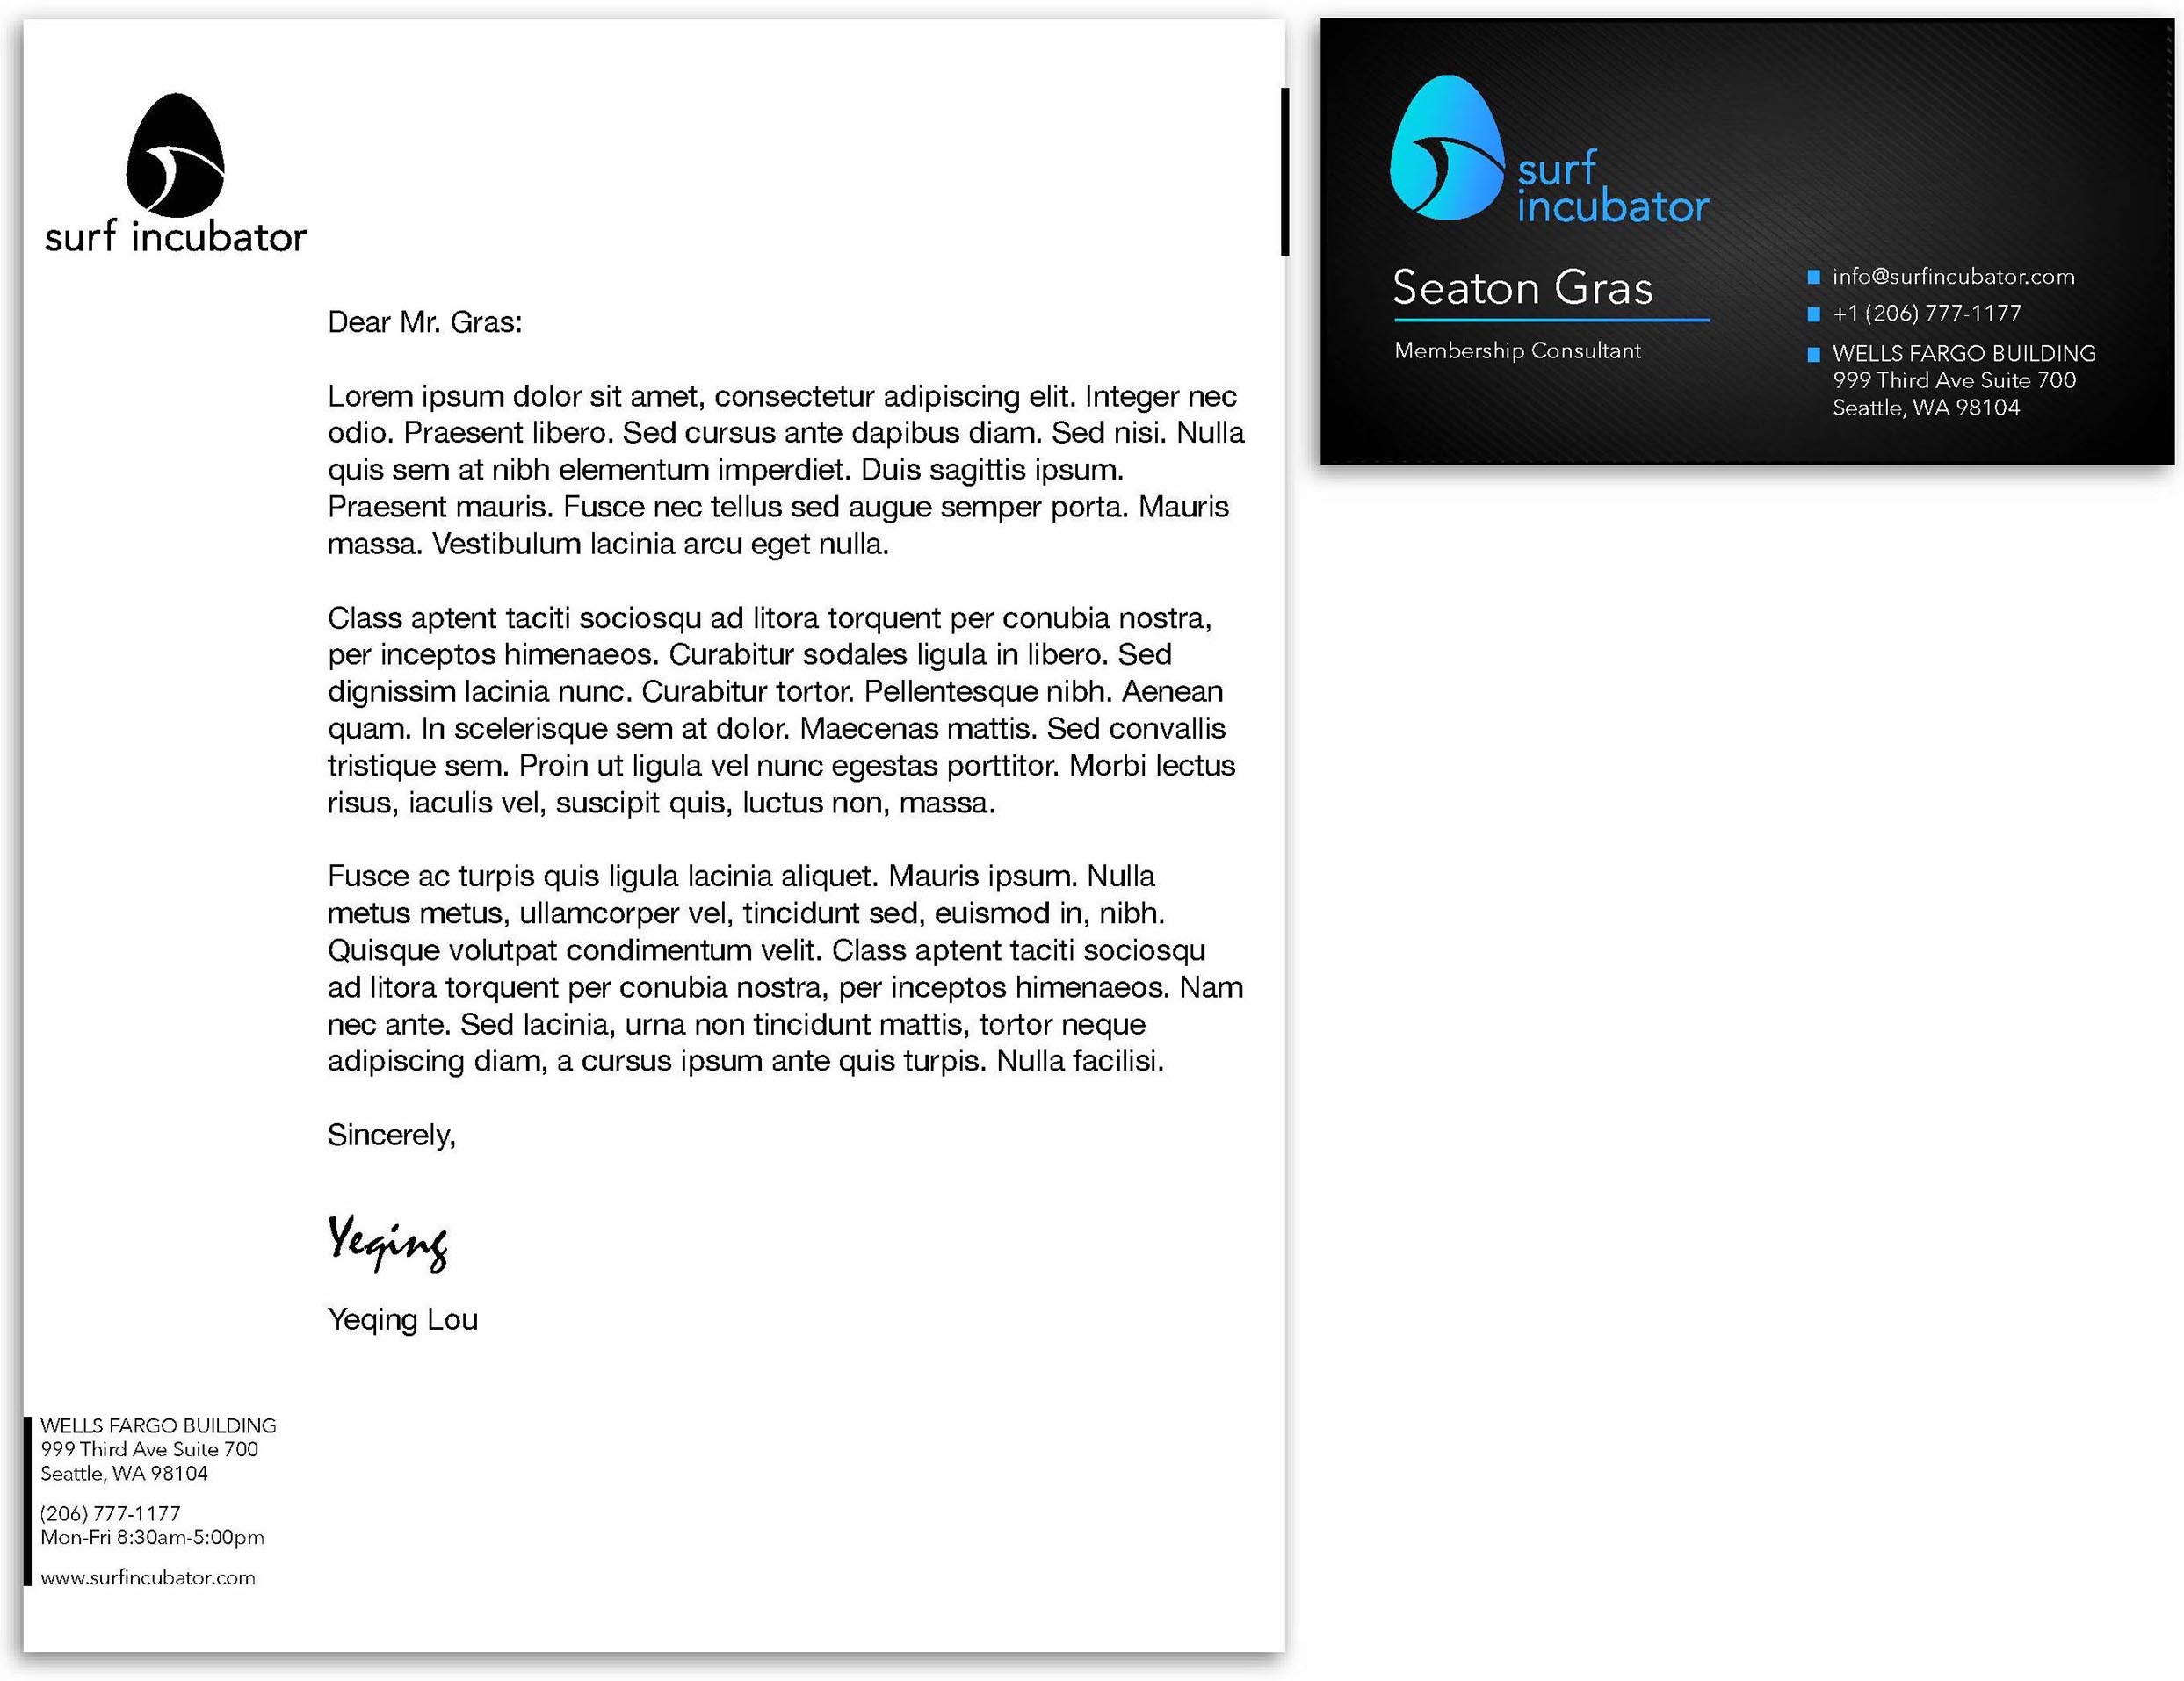 surf incubator
Dear Mr. Gras:
Lorem ipsum dolor sit amet, consectetur adipiscing elit. Integer nec
odio. Praesent libero. Sed cursus ante dapibus diam. Sed nisi. Nulla
quis sem at nibh elementum imperdiet. Duis sagittis ipsum.
Praesent mauris. Fusce nec tellus sed augue semper porta. Mauris
massa. Vestibulum lacinia arcu eget nulla.
Class aptent taciti sociosqu ad litora torquent per conubia nostra,
per inceptos himenaeos. Curabitur sodales ligula in libero. Sed
dignissim lacinia nunc. Curabitur tortor. Pellentesque nibh. Aenean
quam. In scelerisque sem at dolor. Maecenas mattis. Sed convallis
tristique sem. Proin ut ligula vel nunc egestas porttitor. Morbi lectus
risus, iaculis vel, suscipit quis, luctus non, massa.
Fusce ac turpis quis ligula lacinia aliquet. Mauris ipsum. Nulla
metus metus, ullamcorper vel, tincidunt sed, euismod in, nibh.
Quisque volutpat condimentum velit. Class aptent taciti sociosqu
ad litora torquent per conubia nostra, per inceptos himenaeos. Nam
nec ante. Sed lacinia, urna non tincidunt mattis, tortor neque
adipiscing diam, a cursus ipsum ante quis turpis. Nulla facilisi.
Sincerely,
Yeqing
Yeqing Lou
WELLS FARGO BUILDING
999 Third Ave Suite 700
Seattle, WA 98104
(206) 777-1177
Mon-Fri 8:30am-5:00pm
www.surfincubator.com
surf
incubator
Seaton Gras
Membership Consultant
info@surfincubator.com
+1 (206) 777-1177
WELLS FARGO BUILDING
999 Third Ave Suite 700
Seattle, WA 98104